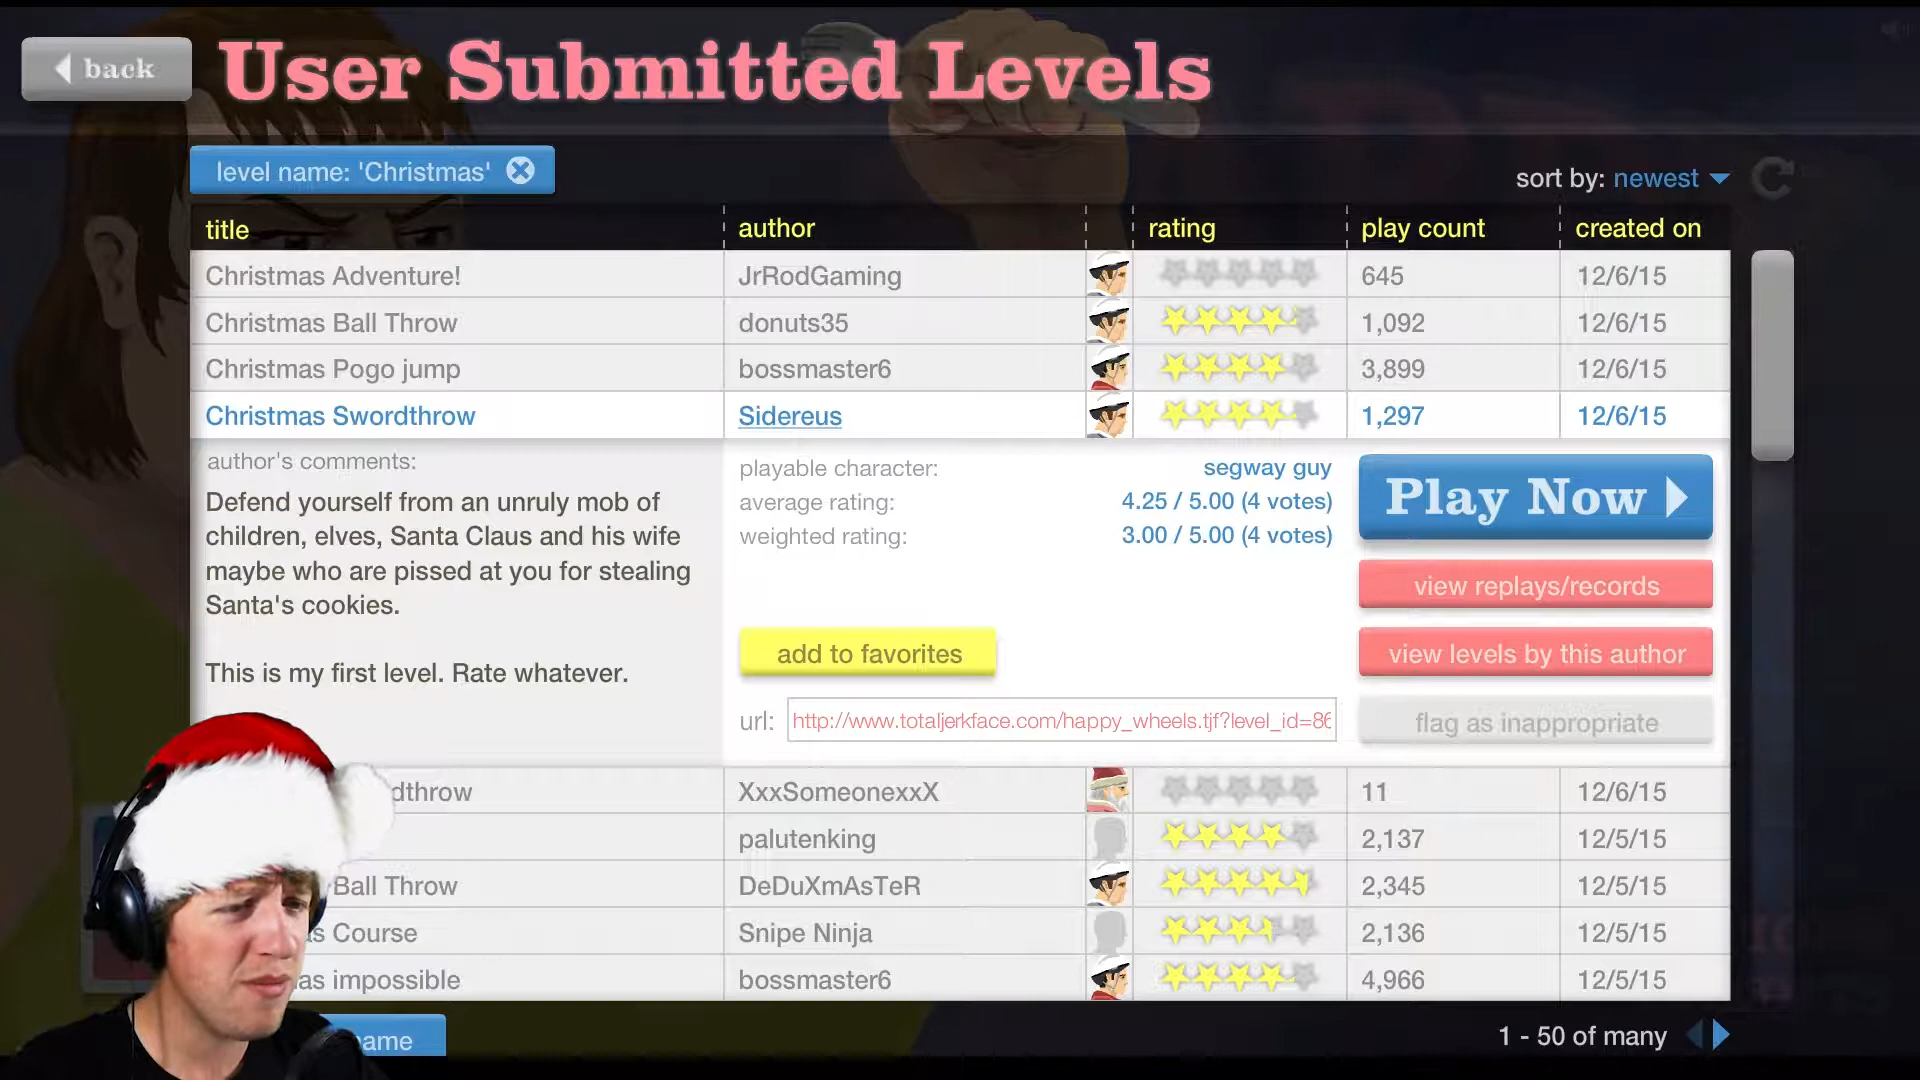 back
User Submitted Levels
level name: 'Christmas'
sort by: newest
title author rating play count created on
Christmas Adventure! JrRodGaming 645 12/6/15
Christmas Ball Throw donuts35 1,092 12/6/15
Christmas Pogo jump bossmaster6 3,899 12/6/15
Christmas Swordthrow Sidereus 1,297 12/6/15
author's comments:
Defend yourself from an unruly mob of
children, elves, Santa Claus and his wife
maybe who are pissed at you for stealing
Santa's cookies.
This is my first level. Rate whatever.
playable character: segway guy
average rating: 4.25 / 5.00 (4 votes)
weighted rating: 3.00 / 5.00 (4 votes)
add to favorites
url: http://www.totaljerkface.com/happy_wheels.tjf?level_id=86
Play Now
view replays/records
view levels by this author
flag as inappropriate
dthrow XxxSomeonexxX 11 12/6/15
palutenking 2,137 12/5/15
Ball Throw DeDuXmAsTeR 2,345 12/5/15
as Course Snipe Ninja 2,136 12/5/15
as impossible bossmaster6 4,966 12/5/15
name
1 - 50 of many